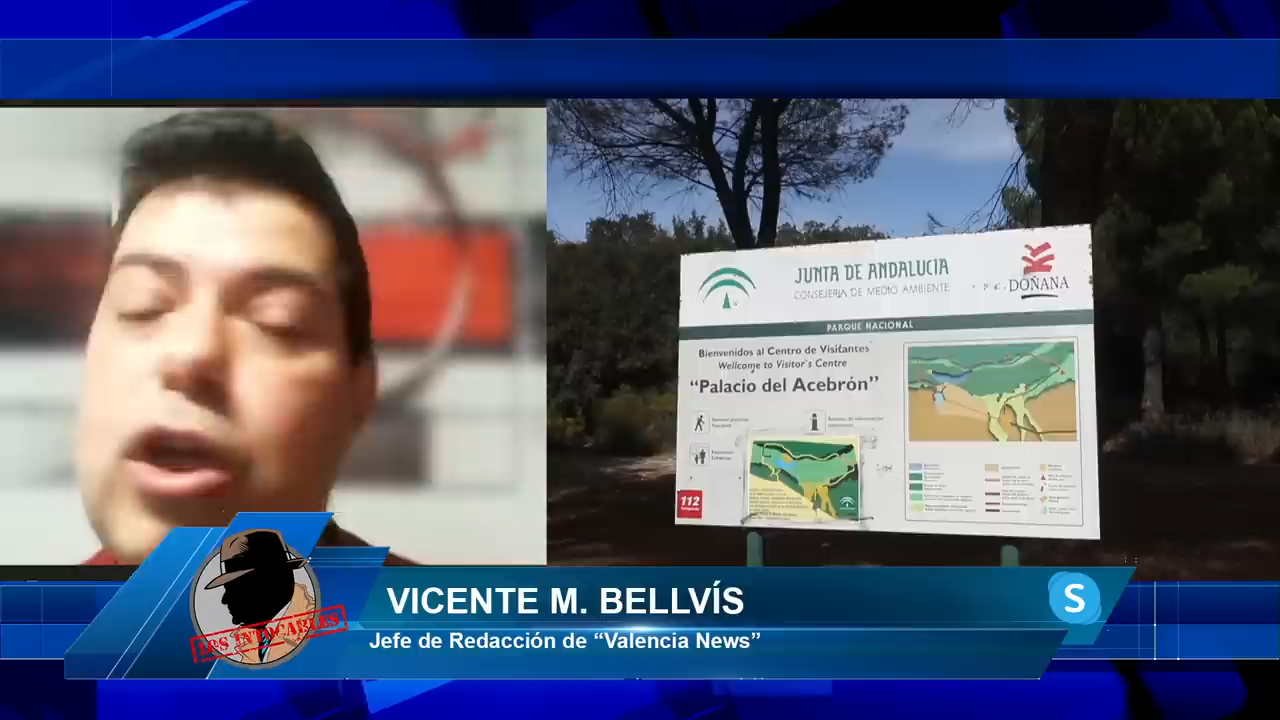 JUNTA DE ANDALUCIA
CONSEJERÍA DE MEDIO AMBIENTE
DOÑANA
PARQUE NACIONAL
Bienvenidos al Centro de Visitantes
Wellcome to Visitor's Centre
“Palacio del Acebrón”
112
LOS INTOCABLES
VICENTE M. BELLVÍS
S
Jefe de Redacción de “Valencia News”